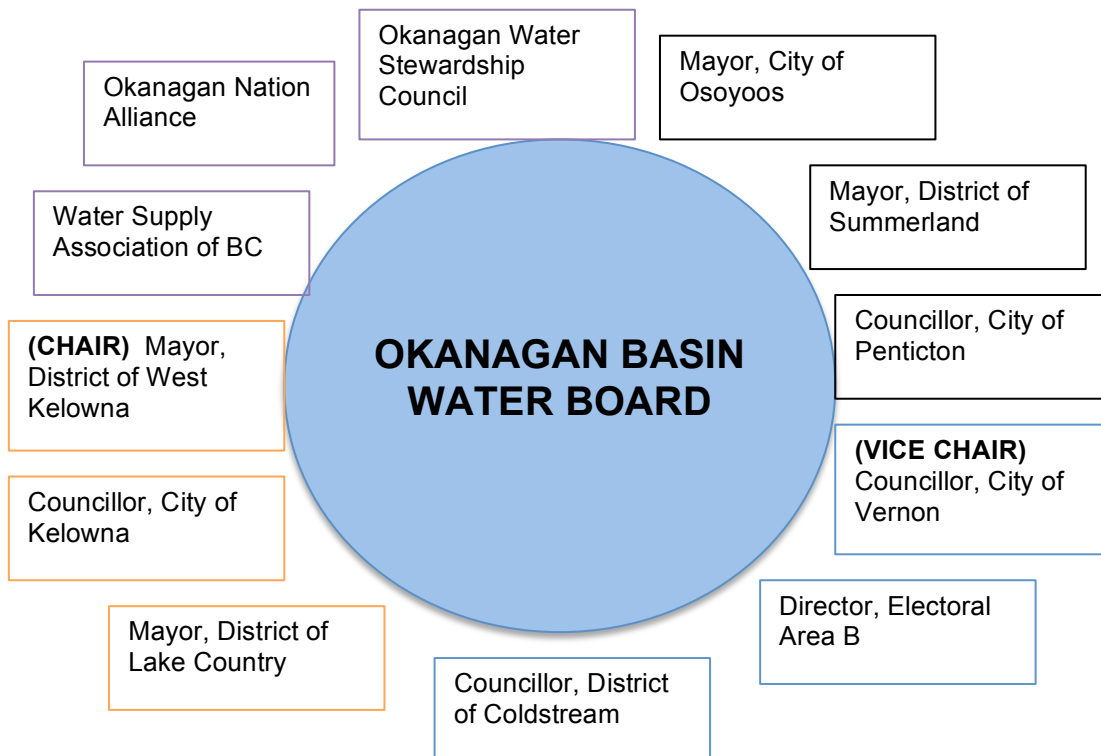 Okanagan Water
Stewardship
Council
Mayor, City of
Osoyoos
Okanagan Nation
Alliance
Mayor, District of
Summerland
Water Supply
Association of BC
Councillor, City of
Penticton
(CHAIR) Mayor,
District of West
Kelowna
OKANAGAN BASIN
WATER BOARD
(VICE CHAIR)
Councillor, City of
Vernon
Councillor, City of
Kelowna
Director, Electoral
Area B
Mayor, District of
Lake Country
Councillor, District
of Coldstream